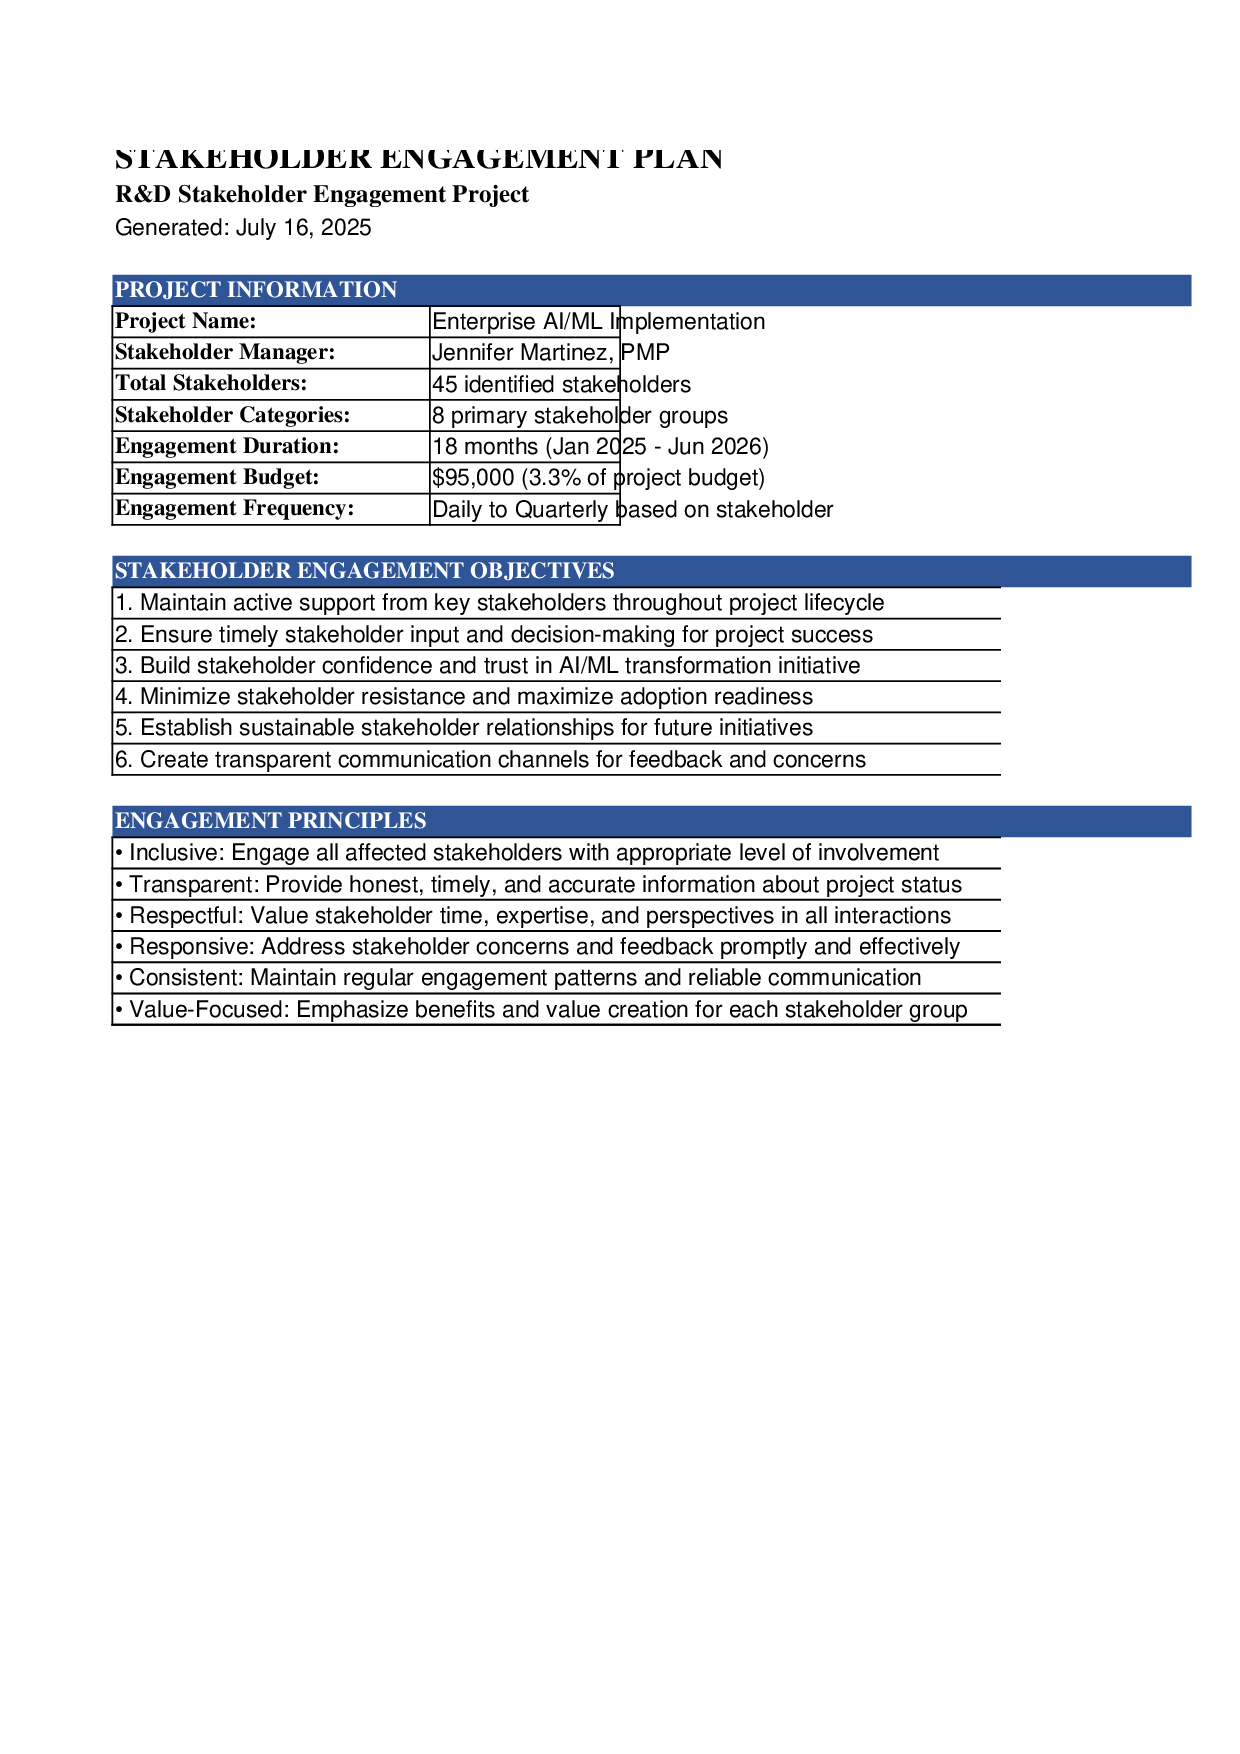 STAKEHOLDER ENGAGEMENT PLAN
R&D Stakeholder Engagement Project
Generated: July 16, 2025
PROJECT INFORMATION
Project Name: Enterprise AI/ML Implementation
Stakeholder Manager: Jennifer Martinez, PMP
Total Stakeholders: 45 identified stakeholders
Stakeholder Categories: 8 primary stakeholder groups
Engagement Duration: 18 months (Jan 2025 - Jun 2026)
Engagement Budget: $95,000 (3.3% of project budget)
Engagement Frequency: Daily to Quarterly based on stakeholder
STAKEHOLDER ENGAGEMENT OBJECTIVES
1. Maintain active support from key stakeholders throughout project lifecycle
2. Ensure timely stakeholder input and decision-making for project success
3. Build stakeholder confidence and trust in AI/ML transformation initiative
4. Minimize stakeholder resistance and maximize adoption readiness
5. Establish sustainable stakeholder relationships for future initiatives
6. Create transparent communication channels for feedback and concerns
ENGAGEMENT PRINCIPLES
• Inclusive: Engage all affected stakeholders with appropriate level of involvement
• Transparent: Provide honest, timely, and accurate information about project status
• Respectful: Value stakeholder time, expertise, and perspectives in all interactions
• Responsive: Address stakeholder concerns and feedback promptly and effectively
• Consistent: Maintain regular engagement patterns and reliable communication
• Value-Focused: Emphasize benefits and value creation for each stakeholder group